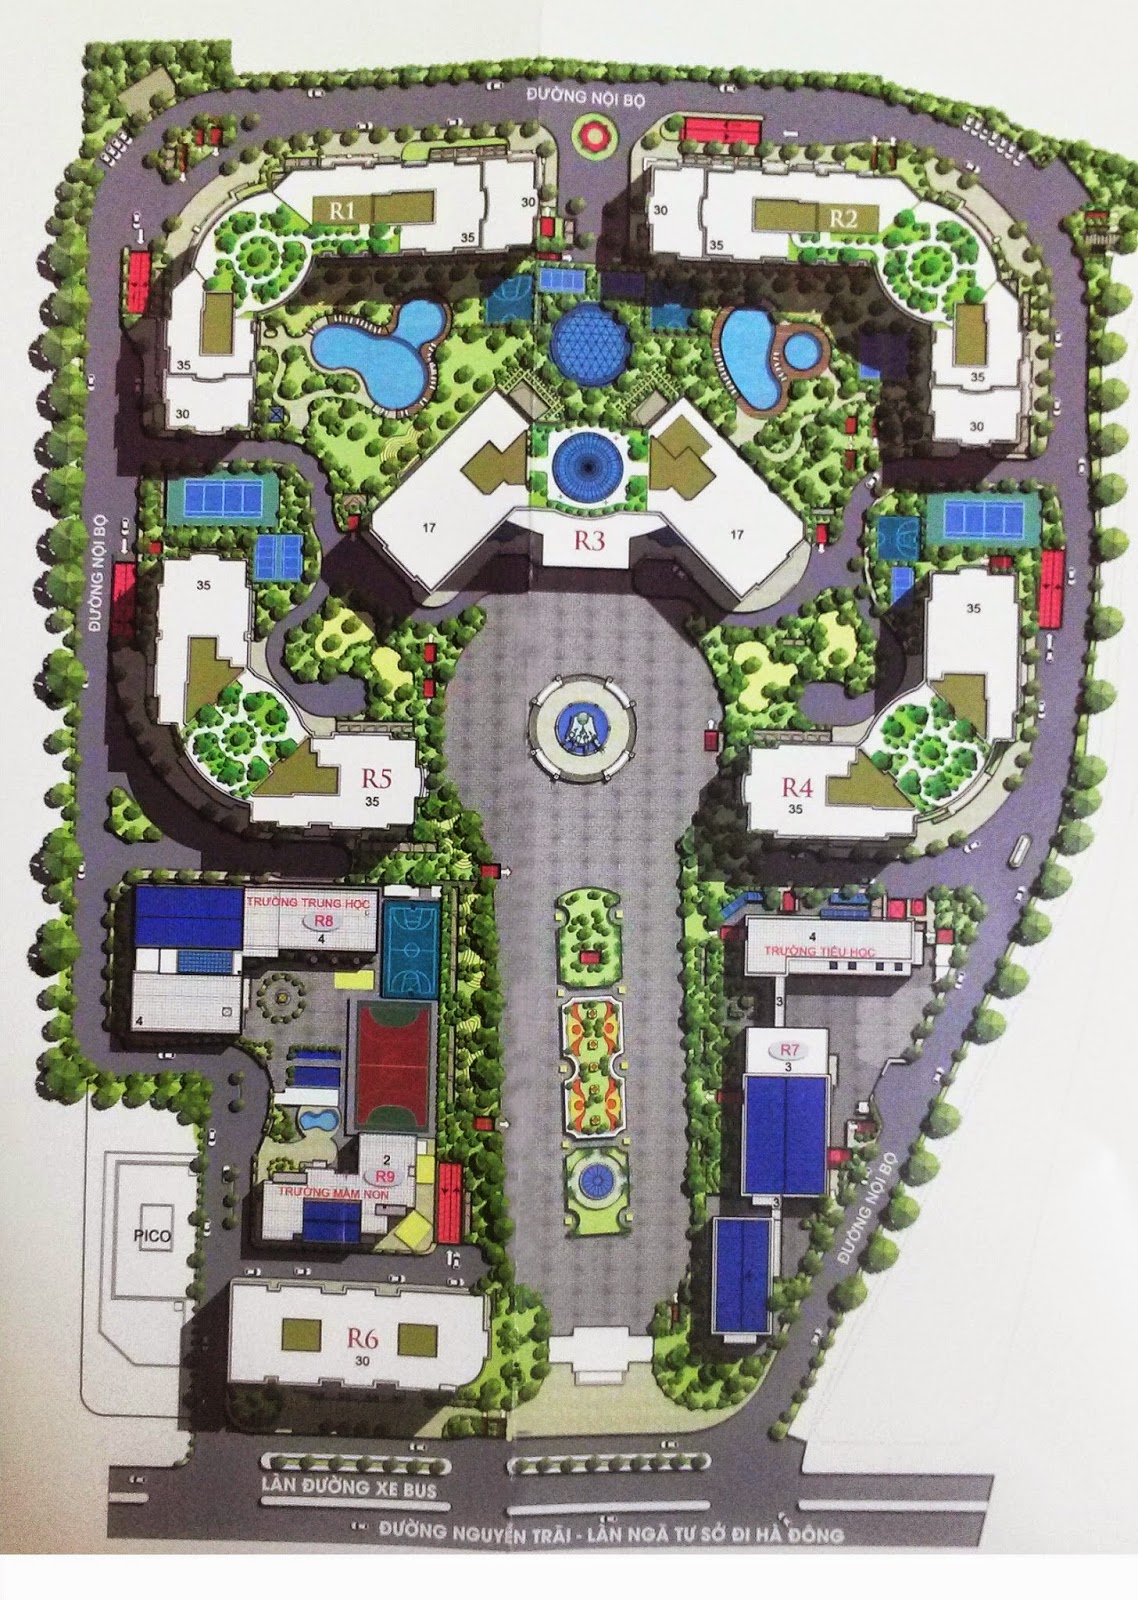 ĐƯỜNG NỘI BỘ
R1
30
35
30
35
R2
35
30
35
30
17
R3
17
ĐƯỜNG NỘI BỘ
35
35
R5
35
R4
35
TRƯỜNG TRUNG HỌC
R8
4
4
4
TRƯỜNG TIỂU HỌC
3
R7
3
2
R9
TRƯỜNG MẦM NON
3
PICO
ĐƯỜNG NỘI BỘ
R6
30
LÀN ĐƯỜNG XE BUS
ĐƯỜNG NGUYỄN TRÃI - LÀN NGÃ TƯ SỞ ĐI HÀ ĐÔNG